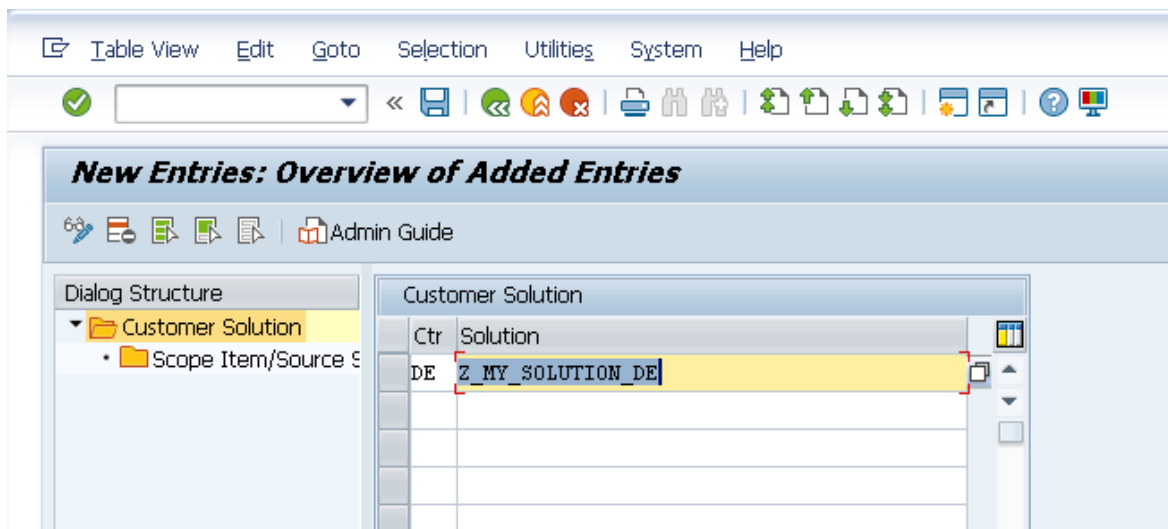 Table View Edit Goto Selection Utilities System Help
New Entries: Overview of Added Entries
Admin Guide
Dialog Structure
Customer Solution
Scope Item/Source S
Customer Solution
Ctr Solution
DE Z_MY_SOLUTION_DE